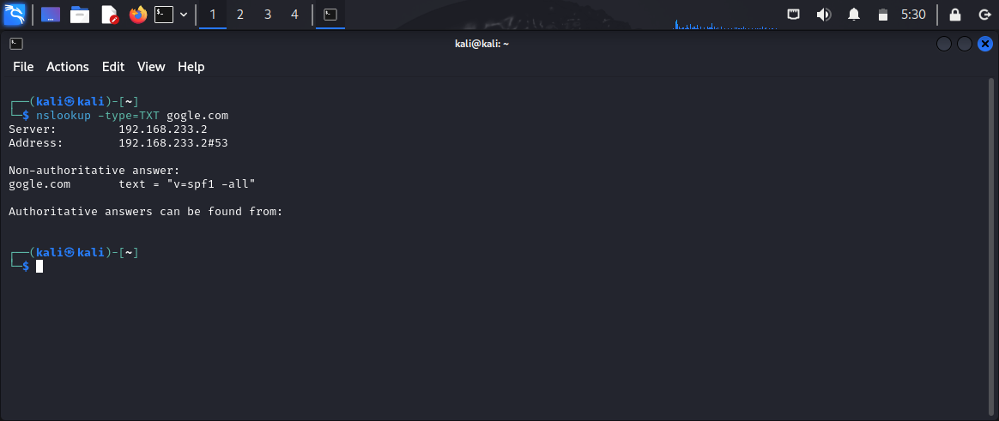 1 2 3 4 5:30
kali@kali: ~
File Actions Edit View Help
┌──(kali㉿kali)-[~]
└─$ nslookup -type=TXT gogle.com
Server: 192.168.233.2
Address: 192.168.233.2#53
Non-authoritative answer:
gogle.com text = "v=spf1 -all"
Authoritative answers can be found from:
┌──(kali㉿kali)-[~]
└─$